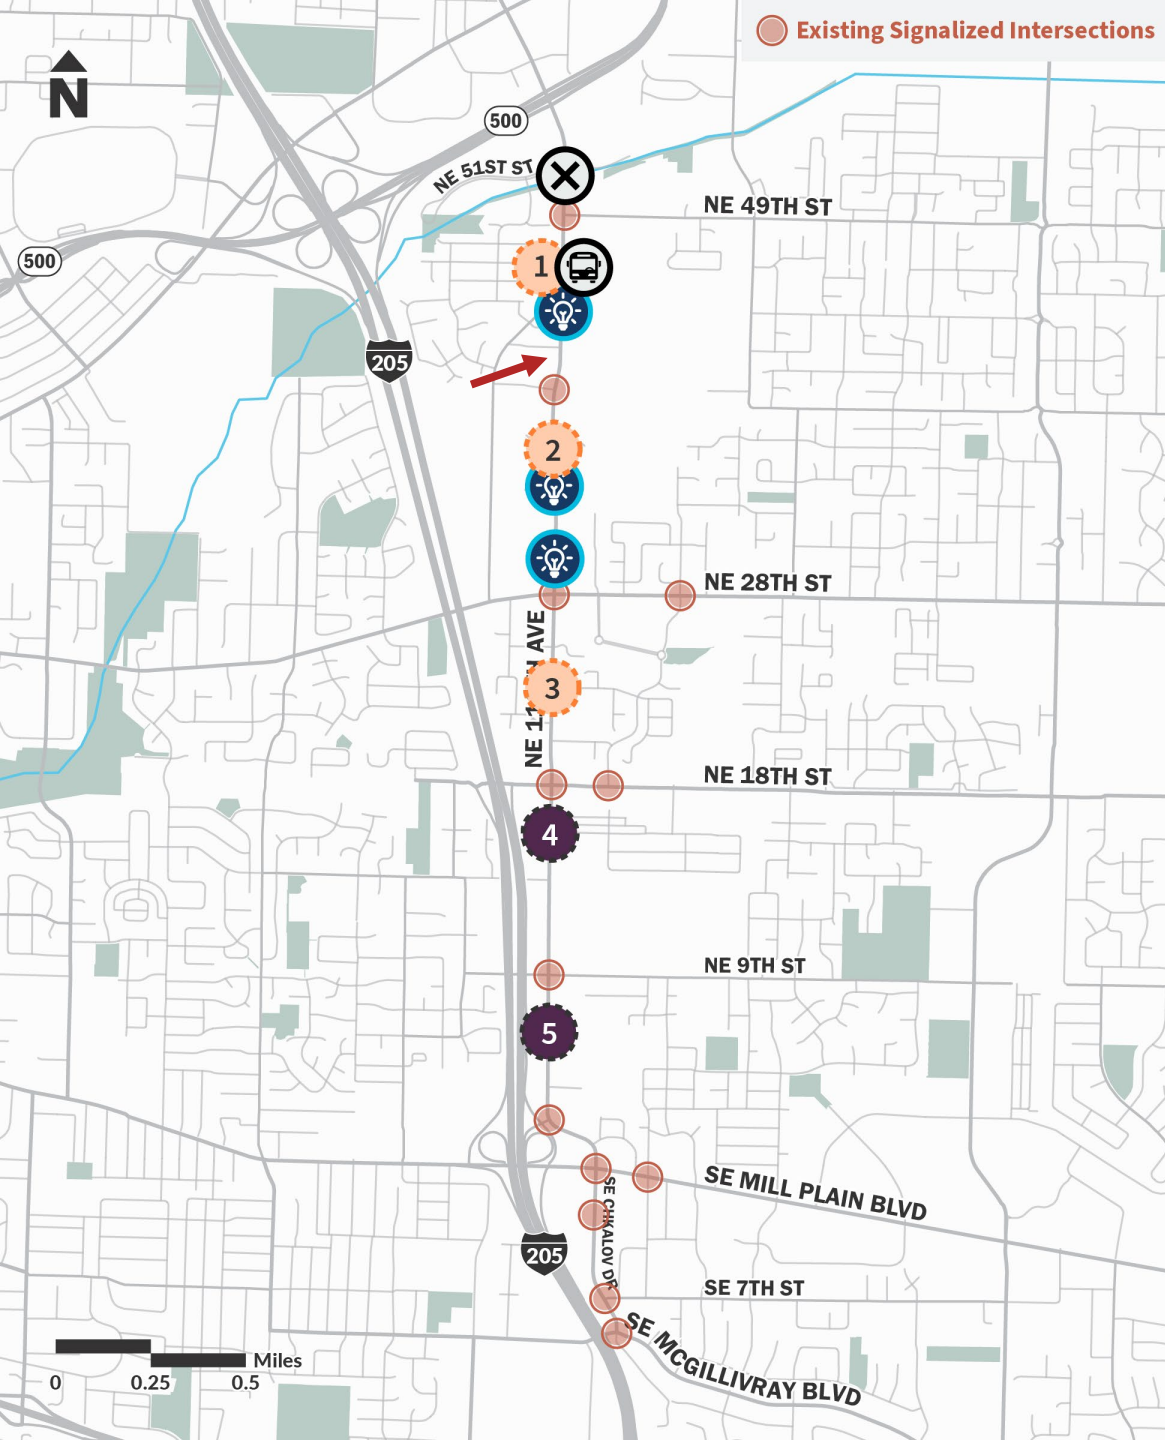 Existing Signalized Intersections
N
500
NE 51ST ST
NE 49TH ST
500
1
205
2
NE 28TH ST
AVE
3
NE
NE 18TH ST
4
NE 9TH ST
5
SE MILL PLAIN BLVD
SE CHKALOV DR
205
SE 7TH ST
SE MCGILLIVRAY BLVD
Miles
0 0.25 0.5